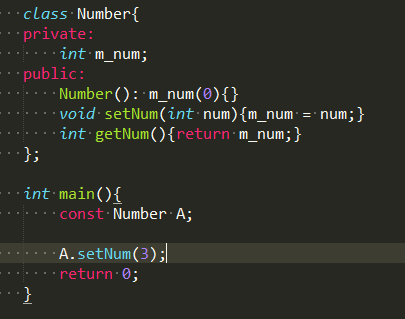 class Number{
private:
    int m_num;
public:
    Number(): m_num(0){}
    void setNum(int num){m_num = num;}
    int getNum(){return m_num;}
};

int main(){
    const Number A;

    A.setNum(3);
    return 0;
}